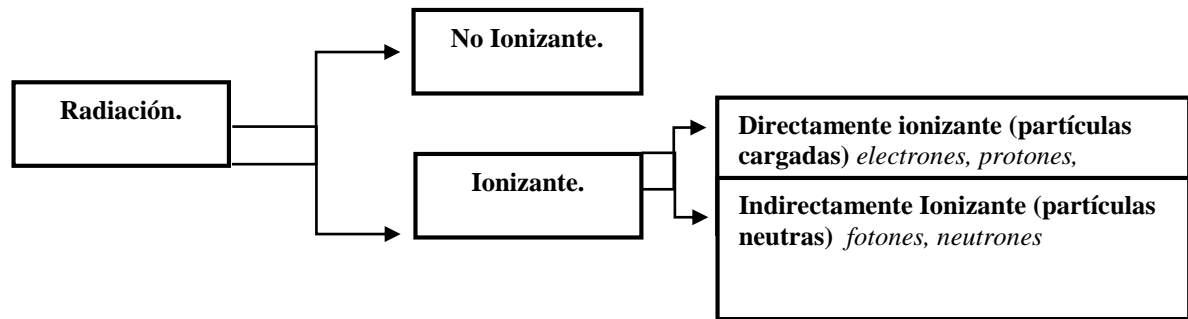 No Ionizante.
Radiación.
Directamente ionizante (partículas
cargadas) electrones, protones,
Ionizante.
Indirectamente Ionizante (partículas
neutras) fotones, neutrones